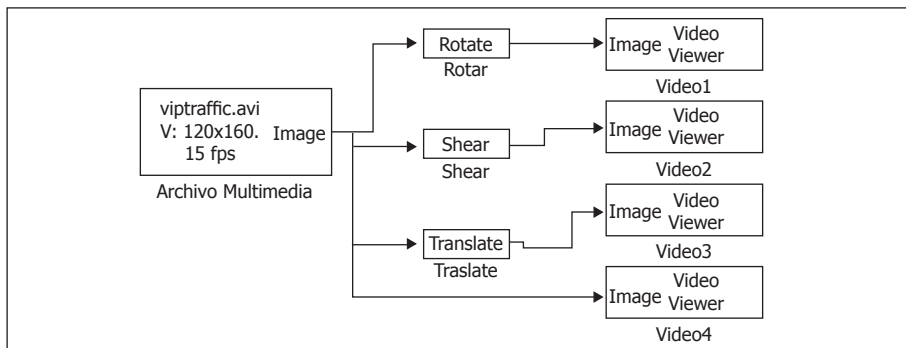 viptraffic.avi
V: 120x160.
15 fps
Image
Archivo Multimedia
Rotate
Rotar
Image
Video
Viewer
Video1
Shear
Shear
Image
Video
Viewer
Video2
Translate
Traslate
Image
Video
Viewer
Video3
Image
Video
Viewer
Video4